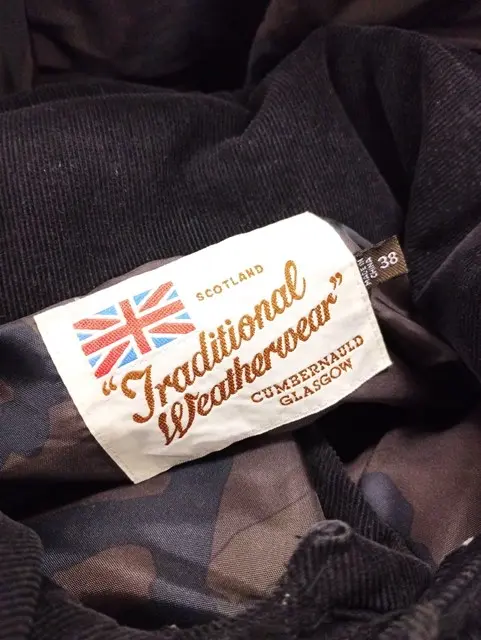 SCOTLAND
"Traditional
Weatherwear"
CUMBERNAULD
GLASGOW
38
MADE IN
CHINA